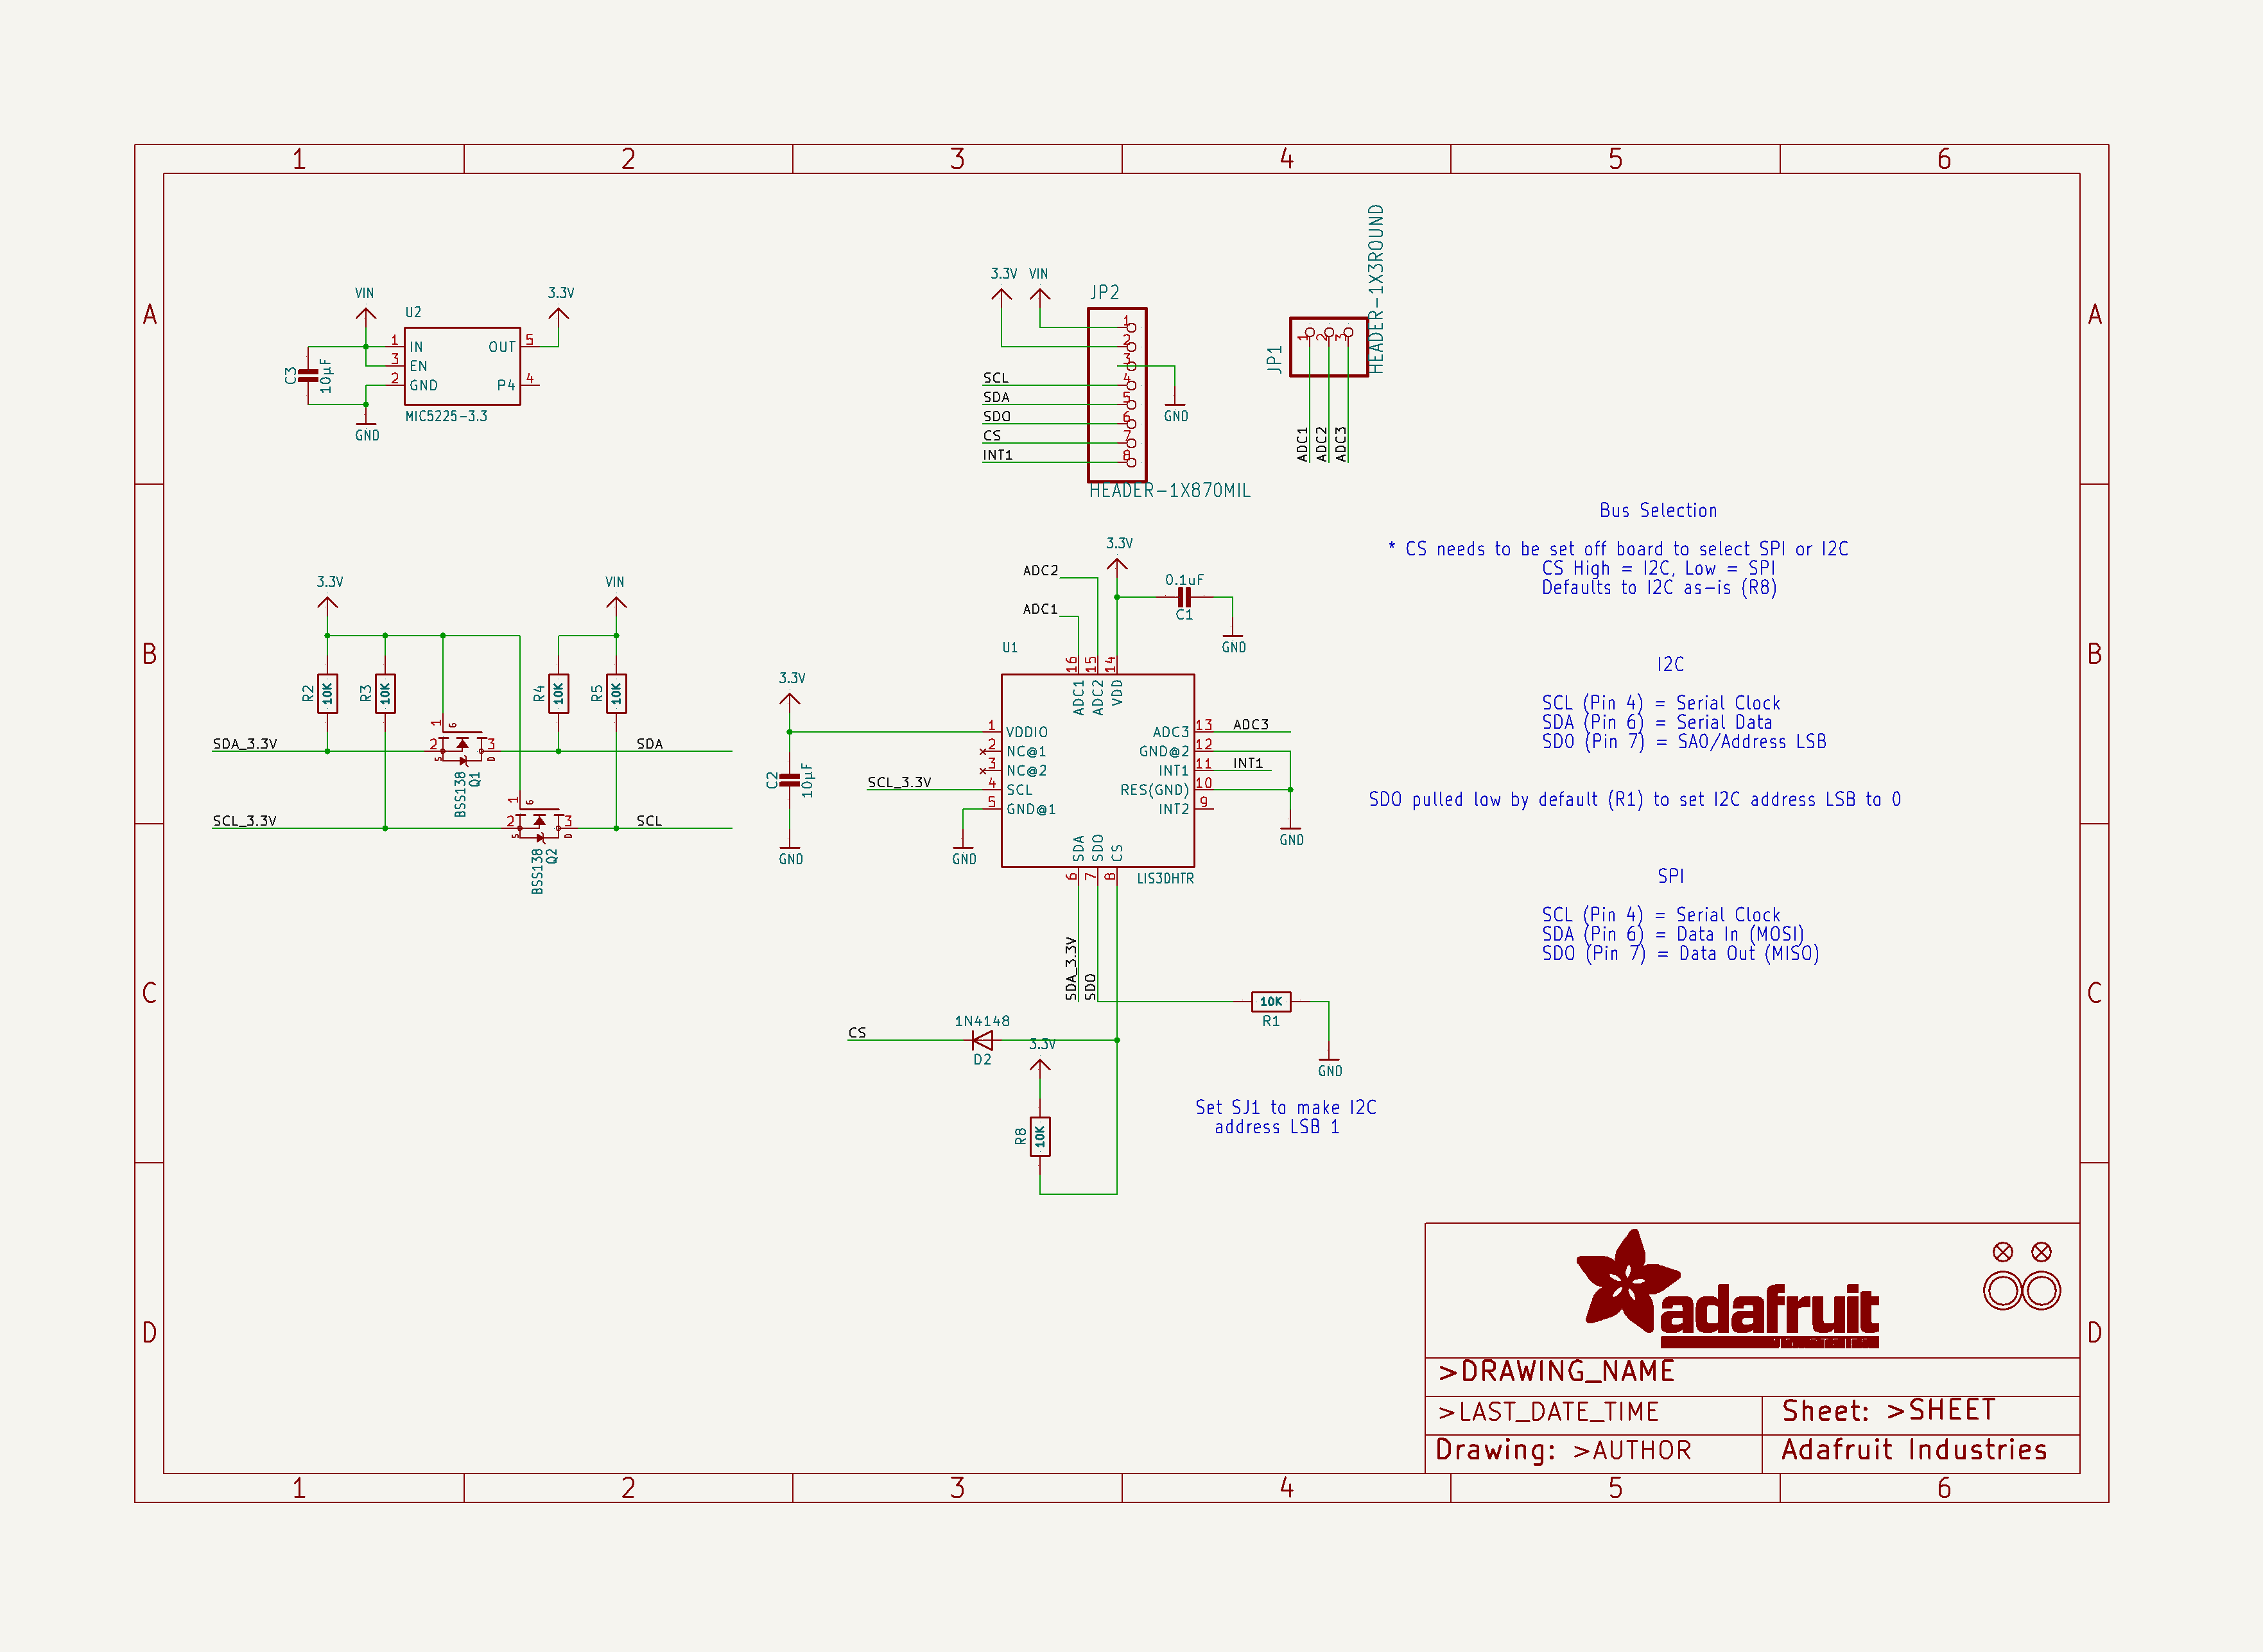 1 2 3 4 5 6
A A
B B
C C
D D
1 2 3 4 5 6
VIN
3.3V
U2
1 IN
3 EN
2 GND
OUT 5
P4 4
C3
10µF
MIC5225-3.3
GND
3.3V VIN
JP2
1
2
3
4
5
6
7
8
SCL
SDA
SDO
CS
INT1
GND
HEADER-1X870MIL
HEADER-1X3ROUND
JP1
1 2 3
ADC1
ADC2
ADC3
3.3V
VIN
R2 10K
R3 10K
R4 10K
R5 10K
SDA_3.3V
SDA
1
2
3
G
S
D
BSS138
Q1
SCL_3.3V
SCL
1
2
3
G
S
D
BSS138
Q2
3.3V
C2
10µF
GND
3.3V
ADC2
ADC1
0.1uF
C1
GND
U1
16 15 14
ADC1
ADC2
VDD
1 VDDIO
2 NC@1
3 NC@2
4 SCL
5 GND@1
ADC3 13
GND@2 12
INT1 11
RES(GND) 10
INT2 9
SDA
SDO
CS
6 7 8
LIS3DHTR
SCL_3.3V
GND
ADC3
INT1
GND
SDA_3.3V
SDO
10K
R1
GND
CS
1N4148
D2
3.3V
R8
10K
Set SJ1 to make I2C
address LSB 1
Bus Selection
* CS needs to be set off board to select SPI or I2C
CS High = I2C, Low = SPI
Defaults to I2C as-is (R8)
I2C
SCL (Pin 4) = Serial Clock
SDA (Pin 6) = Serial Data
SDO (Pin 7) = SA0/Address LSB
SDO pulled low by default (R1) to set I2C address LSB to 0
SPI
SCL (Pin 4) = Serial Clock
SDA (Pin 6) = Data In (MOSI)
SDO (Pin 7) = Data Out (MISO)
adafruit
>DRAWING_NAME
>LAST_DATE_TIME
Sheet: >SHEET
Drawing: >AUTHOR
Adafruit Industries